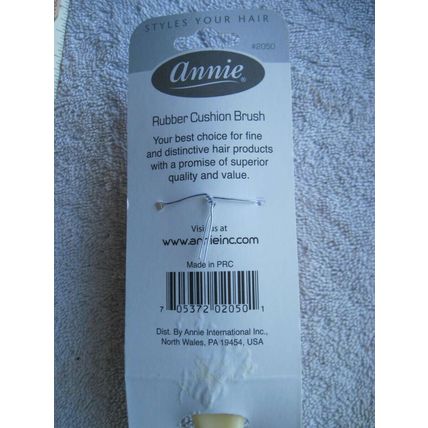 STYLES YOUR HAIR
#2050
annie®
Rubber Cushion Brush
Your best choice for fine
and distinctive hair products
with a promise of superior
quality and value.
Visit us at
www.annieinc.com
Made in PRC
7 05372 02050 1
Dist. By Annie International Inc.,
North Wales, PA 19454, USA